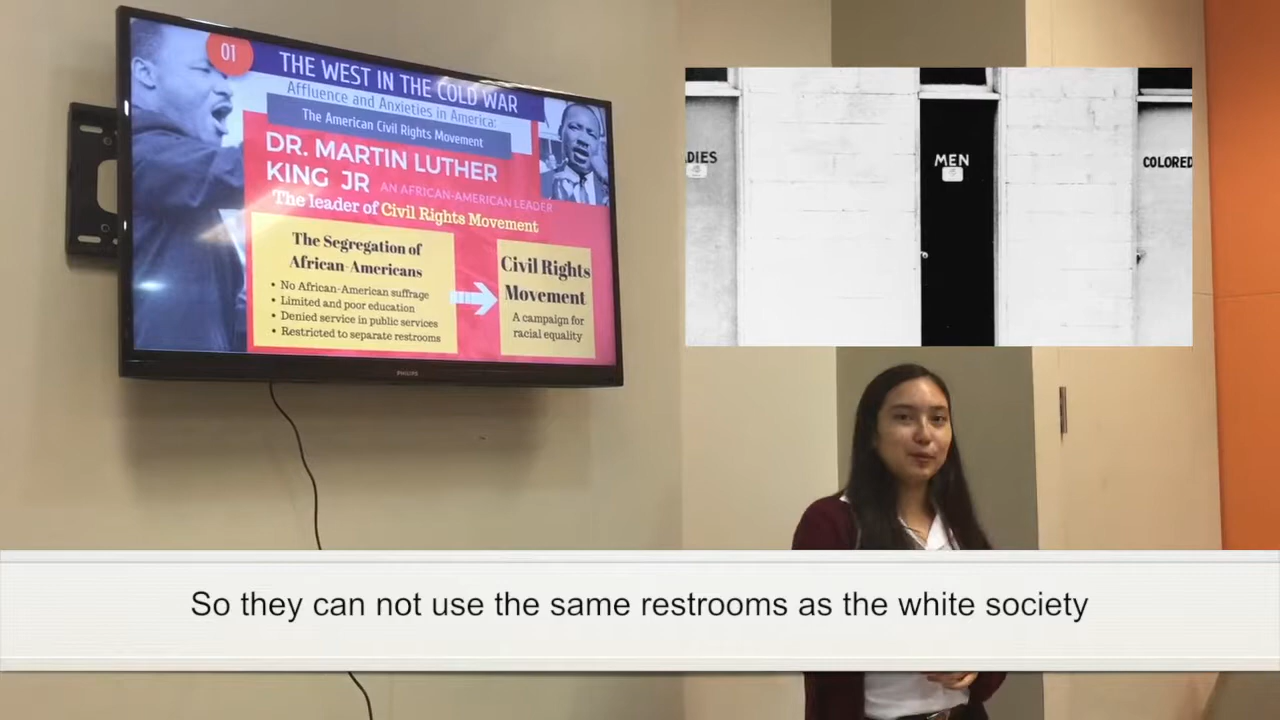 01
THE WEST IN THE COLD WAR
Affluence and Anxieties in America:
The American Civil Rights Movement
DR. MARTIN LUTHER
KING JR AN AFRICAN-AMERICAN LEADER
The leader of Civil Rights Movement
The Segregation of
African-Americans
• No African-American suffrage
• Limited and poor education
• Denied service in public services
• Restricted to separate restrooms
Civil Rights
Movement
A campaign for
racial equality
PHILIPS
DIES
MEN
COLORED
So they can not use the same restrooms as the white society